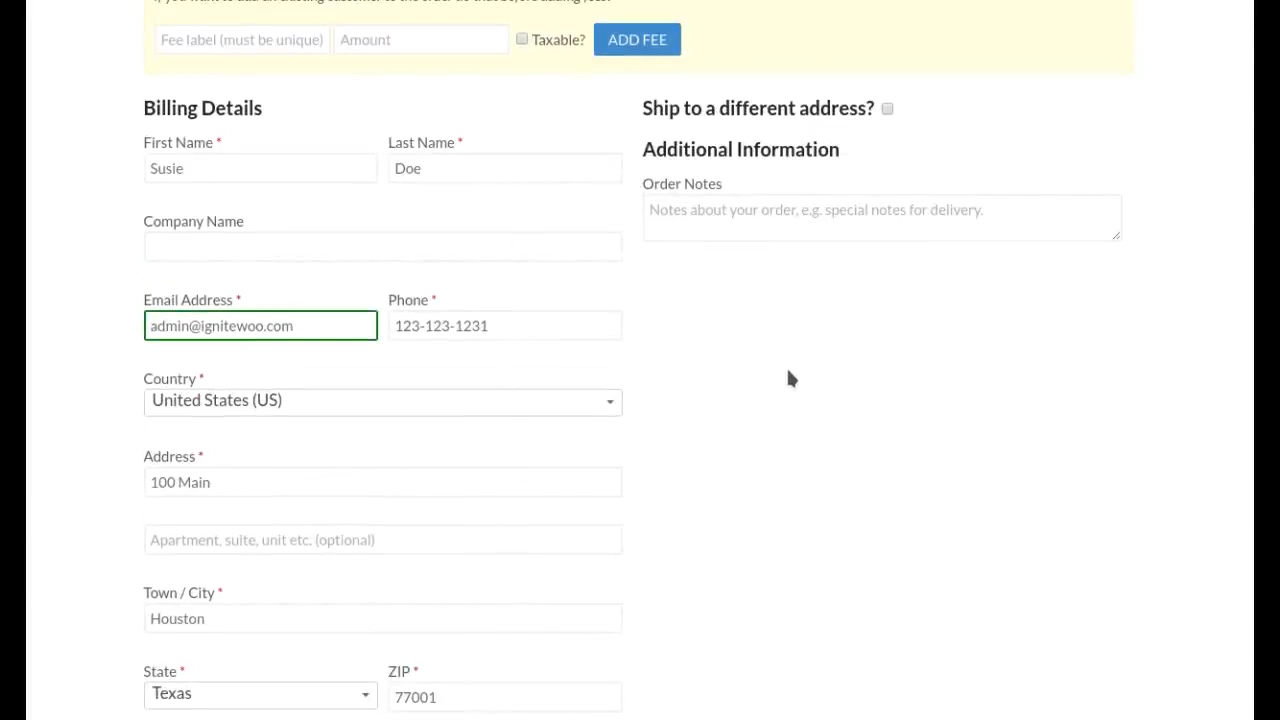 Fee label (must be unique) Amount Taxable? ADD FEE
Billing Details
First Name * Last Name *
Susie Doe
Company Name
Email Address * Phone *
admin@ignitewoo.com 123-123-1231
Country *
United States (US)
Address *
100 Main
Apartment, suite, unit etc. (optional)
Town / City *
Houston
State * ZIP *
Texas 77001
Ship to a different address?
Additional Information
Order Notes
Notes about your order, e.g. special notes for delivery.